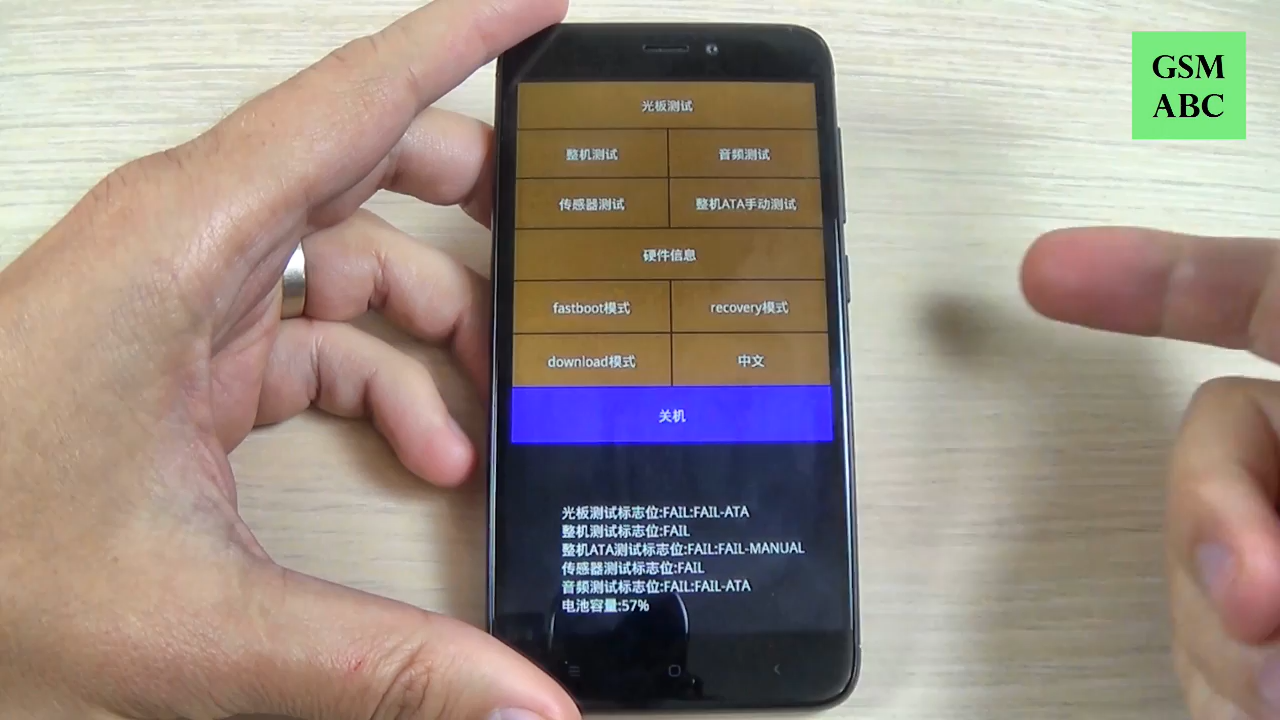 GSM
ABC
光板测试
整机测试
音频测试
传感器测试
整机ATA手动测试
硬件信息
fastboot模式
recovery模式
download模式
中文
关机
光板测试标志位:FAIL:FAIL-ATA
整机测试标志位:FAIL
整机ATA测试标志位:FAIL:FAIL-MANUAL
传感器测试标志位:FAIL
音频测试标志位:FAIL:FAIL-ATA
电池容量:57%